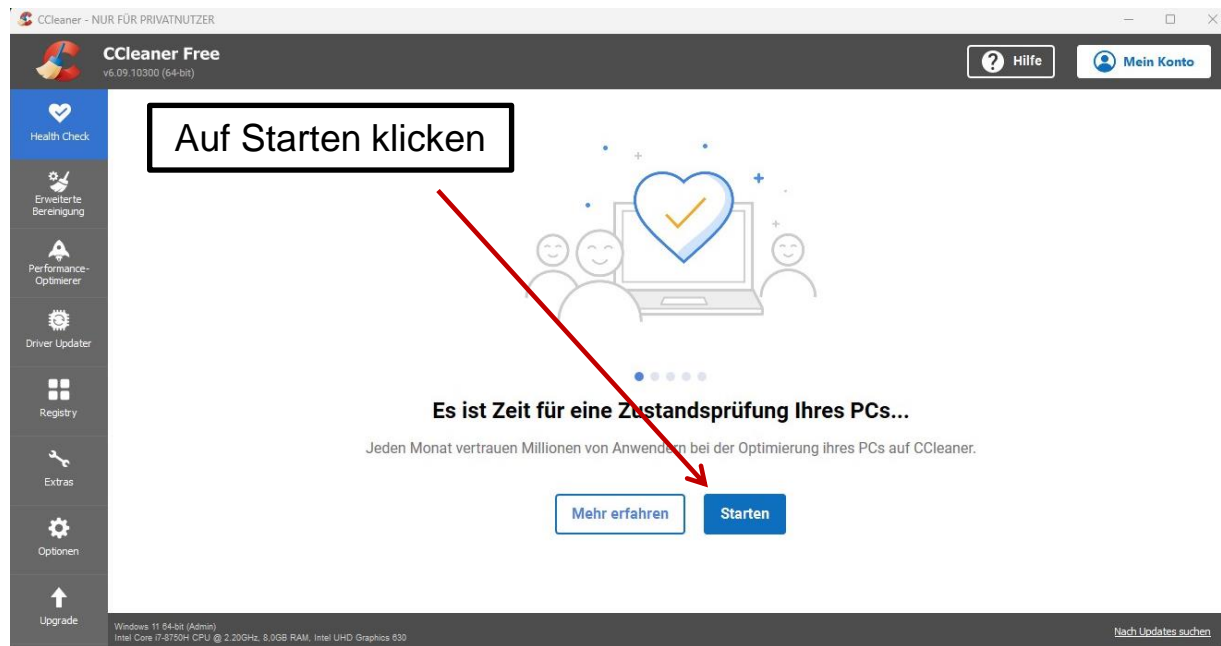 CCleaner - NUR FÜR PRIVATNUTZER
CCleaner Free
v6.09.10300 (64-bit)
Hilfe
Mein Konto
Health Check
Erweiterte
Bereinigung
Performance-
Optimierer
Driver Updater
Registry
Extras
Optionen
Upgrade
Auf Starten klicken
Es ist Zeit für eine Zustandsprüfung Ihres PCs...
Jeden Monat vertrauen Millionen von Anwendern bei der Optimierung ihres PCs auf CCleaner.
Mehr erfahren
Starten
Windows 11 64-bit (Admin)
Intel Core i7-8750H CPU @ 2.20GHz, 8,0GB RAM, Intel UHD Graphics 630
Nach Updates suchen